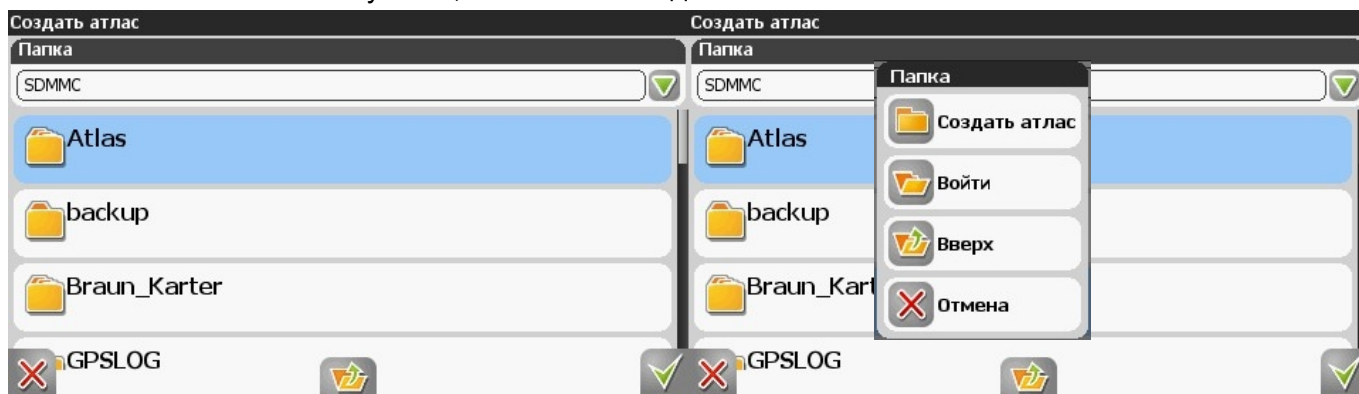 Создать атлас
Папка
SDMMC
Atlas
backup
Braun_Karter
GPSLOG
Создать атлас
Папка
SDMMC
Atlas
backup
Braun_Kart
GPSLOG
Папка
Создать атлас
Войти
Вверх
Отмена